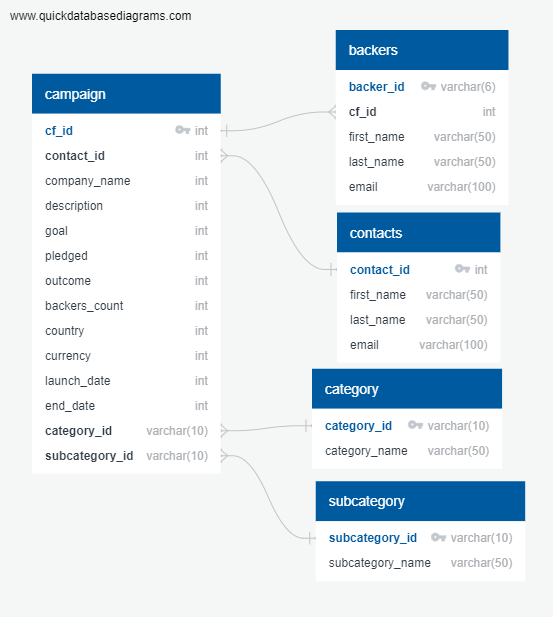 www.quickdatabasediagrams.com
campaign
cf_id int
contact_id int
company_name int
description int
goal int
pledged int
outcome int
backers_count int
country int
currency int
launch_date int
end_date int
category_id varchar(10)
subcategory_id varchar(10)
backers
backer_id varchar(6)
cf_id int
first_name varchar(50)
last_name varchar(50)
email varchar(100)
contacts
contact_id int
first_name varchar(50)
last_name varchar(50)
email varchar(100)
category
category_id varchar(10)
category_name varchar(50)
subcategory
subcategory_id varchar(10)
subcategory_name varchar(50)